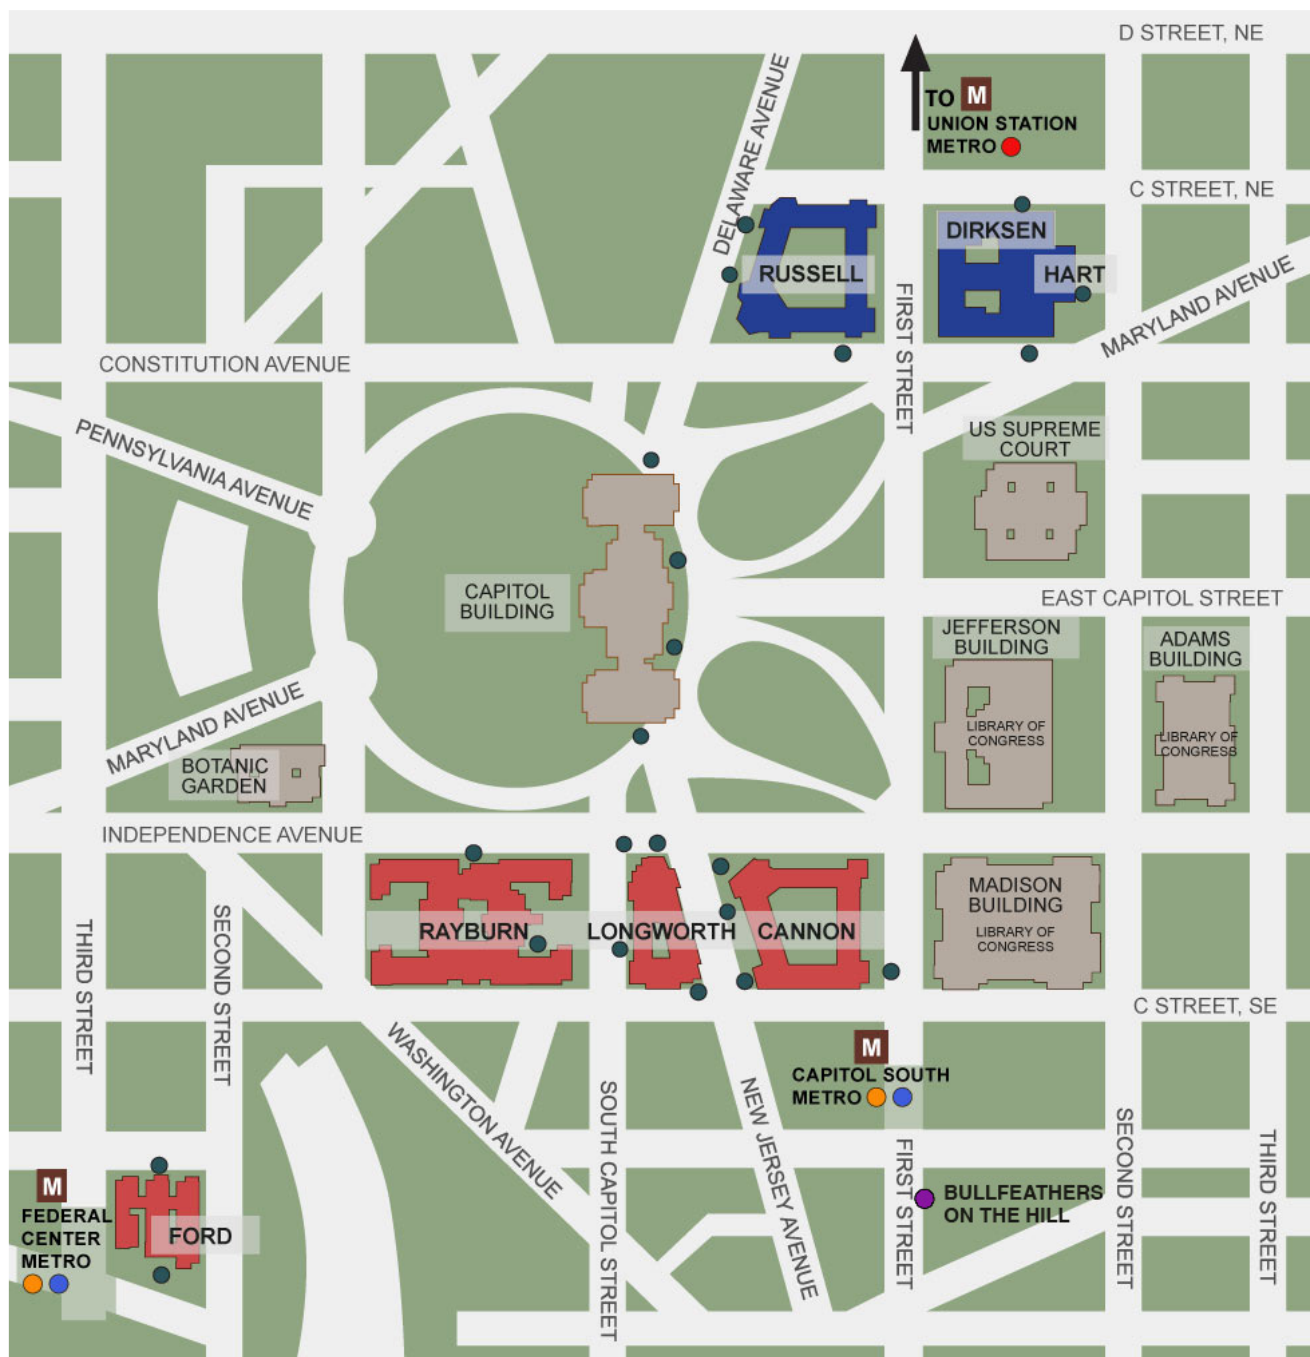 D STREET, NE
TO M
UNION STATION
METRO
DELAWARE AVENUE
C STREET, NE
DIRKSEN
RUSSELL
HART
MARYLAND AVENUE
FIRST STREET
CONSTITUTION AVENUE
PENNSYLVANIA AVENUE
US SUPREME
COURT
CAPITOL
BUILDING
EAST CAPITOL STREET
JEFFERSON
BUILDING
ADAMS
BUILDING
LIBRARY OF
CONGRESS
LIBRARY OF
CONGRESS
MARYLAND AVENUE
BOTANIC
GARDEN
INDEPENDENCE AVENUE
MADISON
BUILDING
LIBRARY OF
CONGRESS
RAYBURN
LONGWORTH
CANNON
THIRD STREET
SECOND STREET
C STREET, SE
WASHINGTON AVENUE
M
CAPITOL SOUTH
METRO
SOUTH CAPITOL STREET
NEW JERSEY AVENUE
FIRST STREET
SECOND STREET
THIRD STREET
M
FEDERAL
CENTER
METRO
FORD
BULLFEATHERS
ON THE HILL